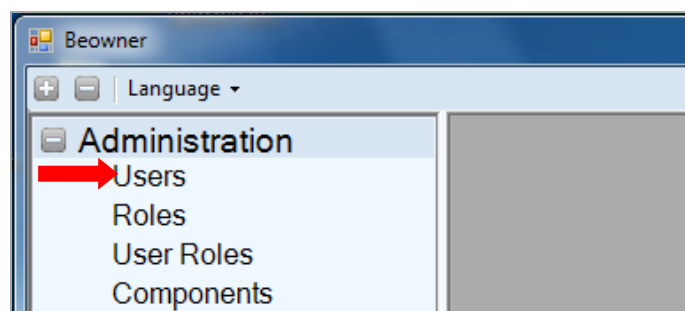 Beowner
Language
Administration
Users
Roles
User Roles
Components